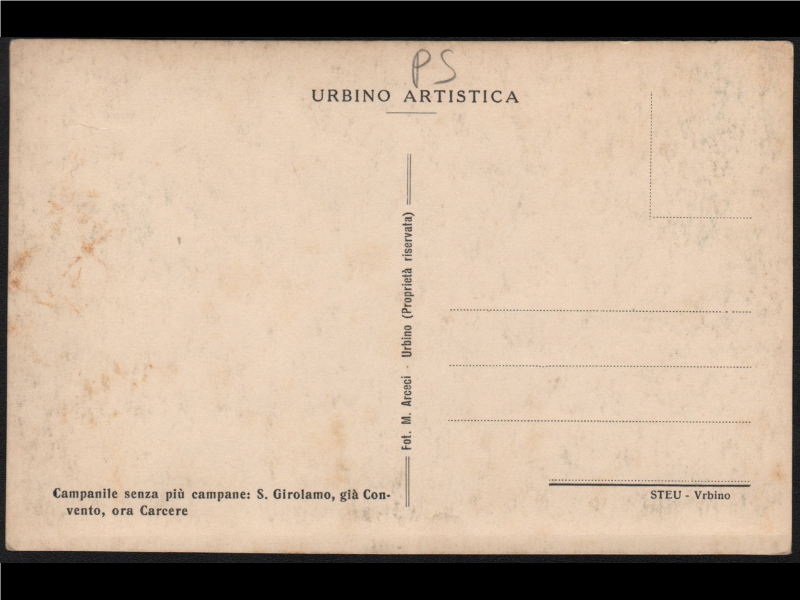 PS
URBINO ARTISTICA
Fot. M. Arceci - Urbino (Proprietà riservata)
Campanile senza più campane: S. Girolamo, già Con-
vento, ora Carcere
STEU - Vrbino